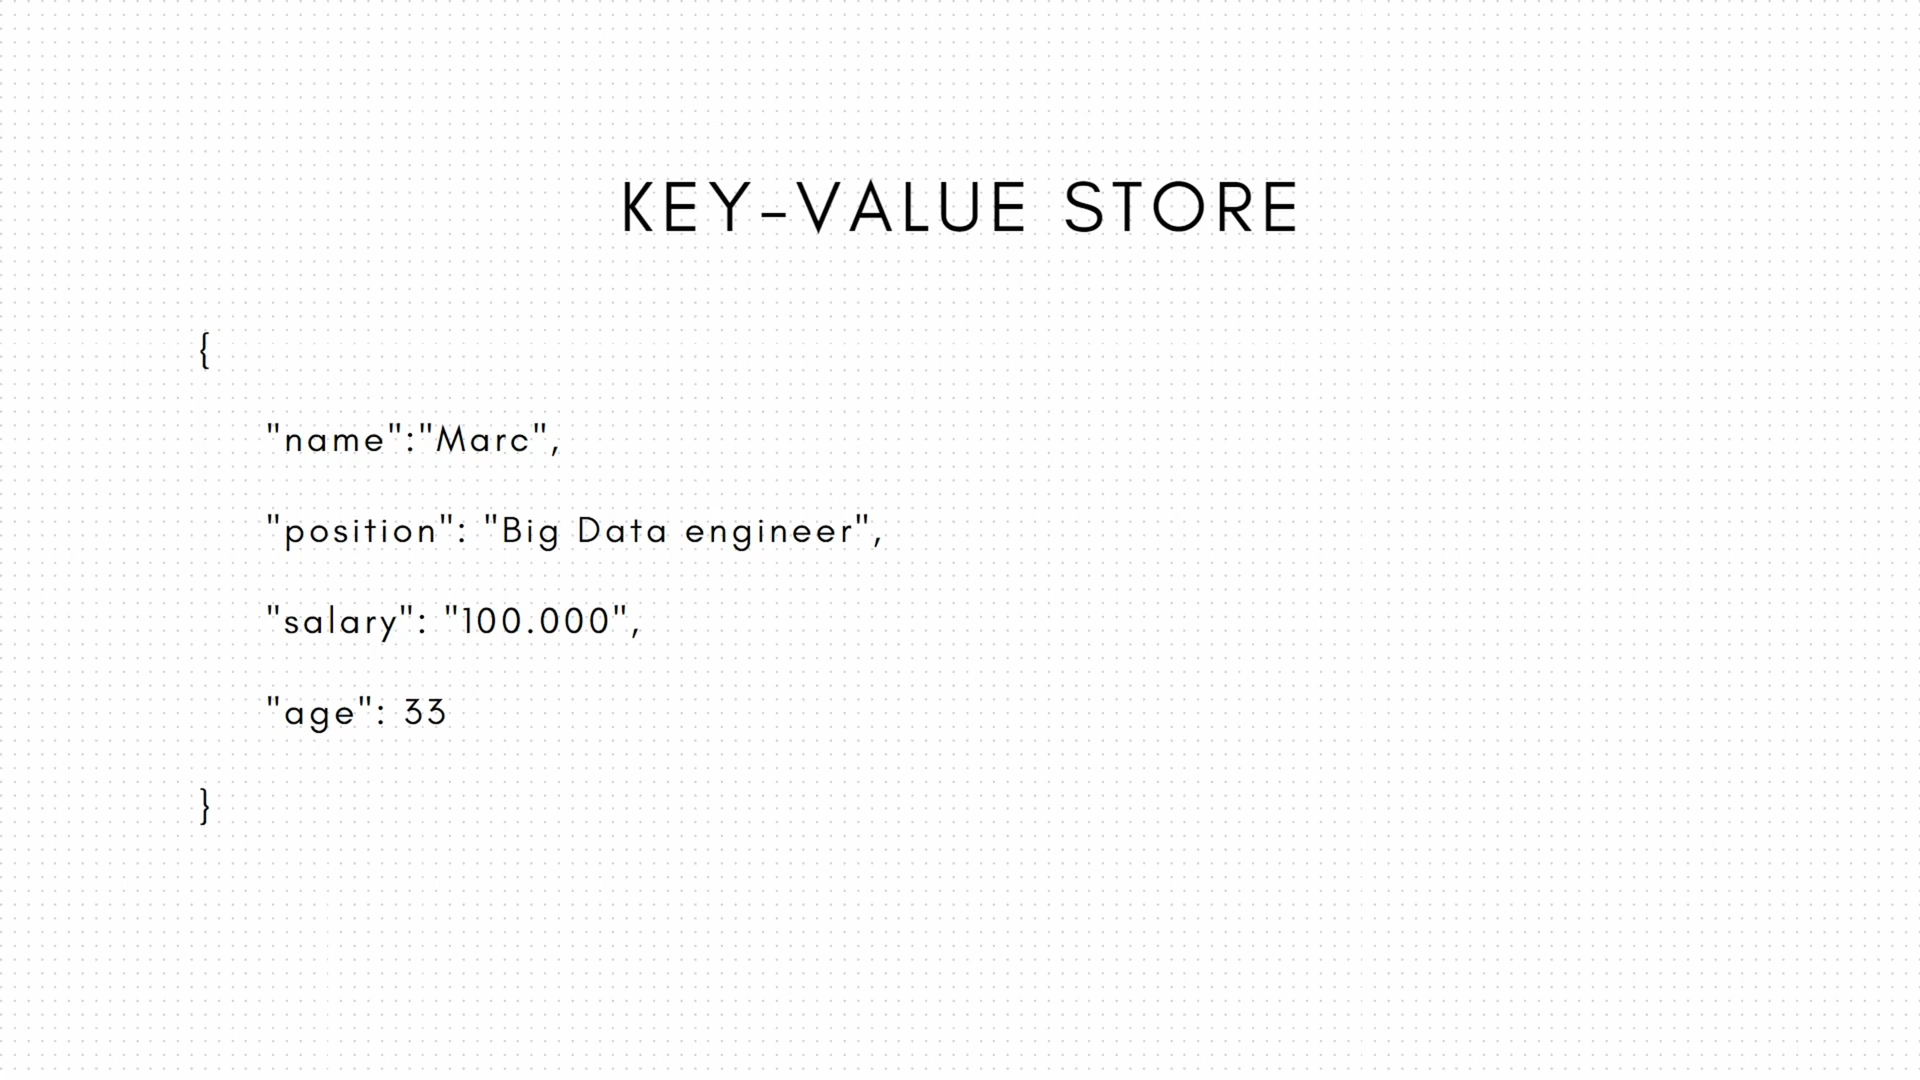 KEY-VALUE STORE
{
"name":"Marc",
"position": "Big Data engineer",
"salary": "100.000",
"age": 33
}